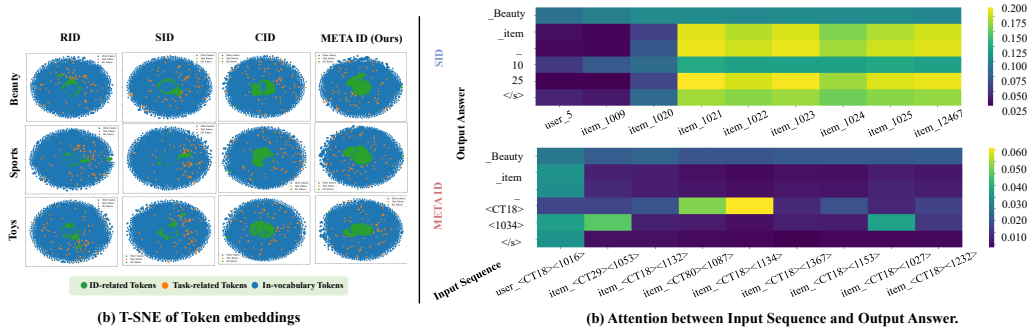 RID
SID
CID
META ID (Ours)
Beauty
Sports
Toys
ID-related Tokens
Task-related Tokens
In-vocabulary Tokens
(b) T-SNE of Token embeddings
SID
META ID
Output Answer
_Beauty
_item
_
10
25
</s>
user_5
item_1009
item_1020
item_1021
item_1022
item_1023
item_1024
item_1025
item_12467
0.200
0.175
0.150
0.125
0.100
0.075
0.050
0.025
_Beauty
_item
_
<CT18>
<1034>
</s>
Input Sequence
user_<CT18><1016>
item_<CT29><1053>
item_<CT18><1132>
item_<CT80><1087>
item_<CT18><1134>
item_<CT18><1367>
item_<CT18><1153>
item_<CT18><1027>
item_<CT18><1232>
0.060
0.050
0.040
0.030
0.020
0.010
(b) Attention between Input Sequence and Output Answer.